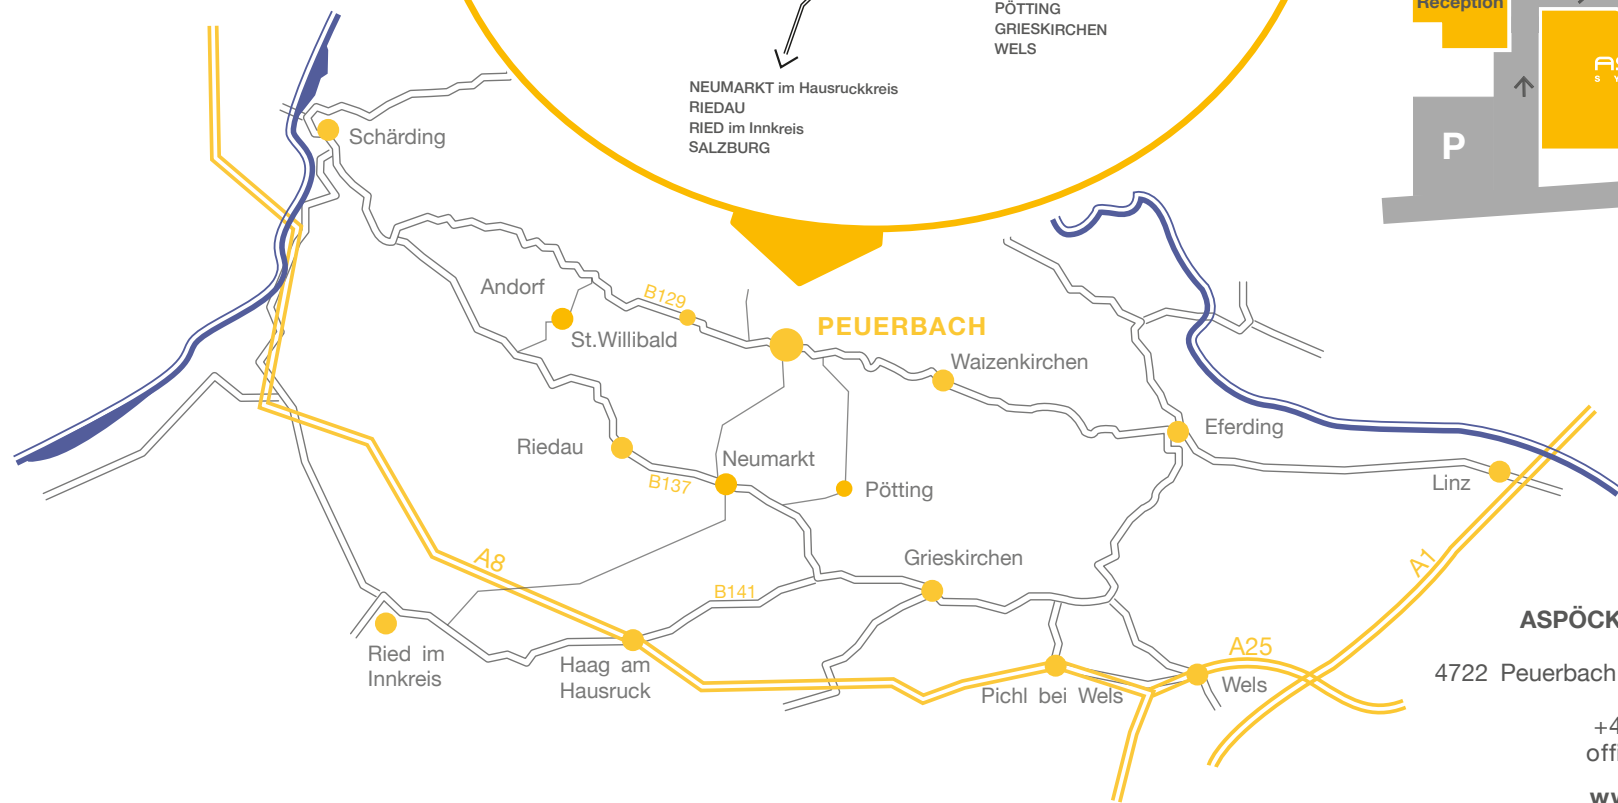 PÖTTING
GRIESKIRCHEN
WELS
Reception
NEUMARKT im Hausruckkreis
RIEDAU
RIED im Innkreis
SALZBURG
P
Schärding
Andorf
B129
St.Willibald
PEUERBACH
Waizenkirchen
Eferding
Riedau
Neumarkt
B137
Pötting
Linz
A8
Grieskirchen
B141
A1
Ried im
Innkreis
Haag am
Hausruck
Pichl bei Wels
A25
Wels
ASPÖCK
4722 Peuerbach
+4
offi